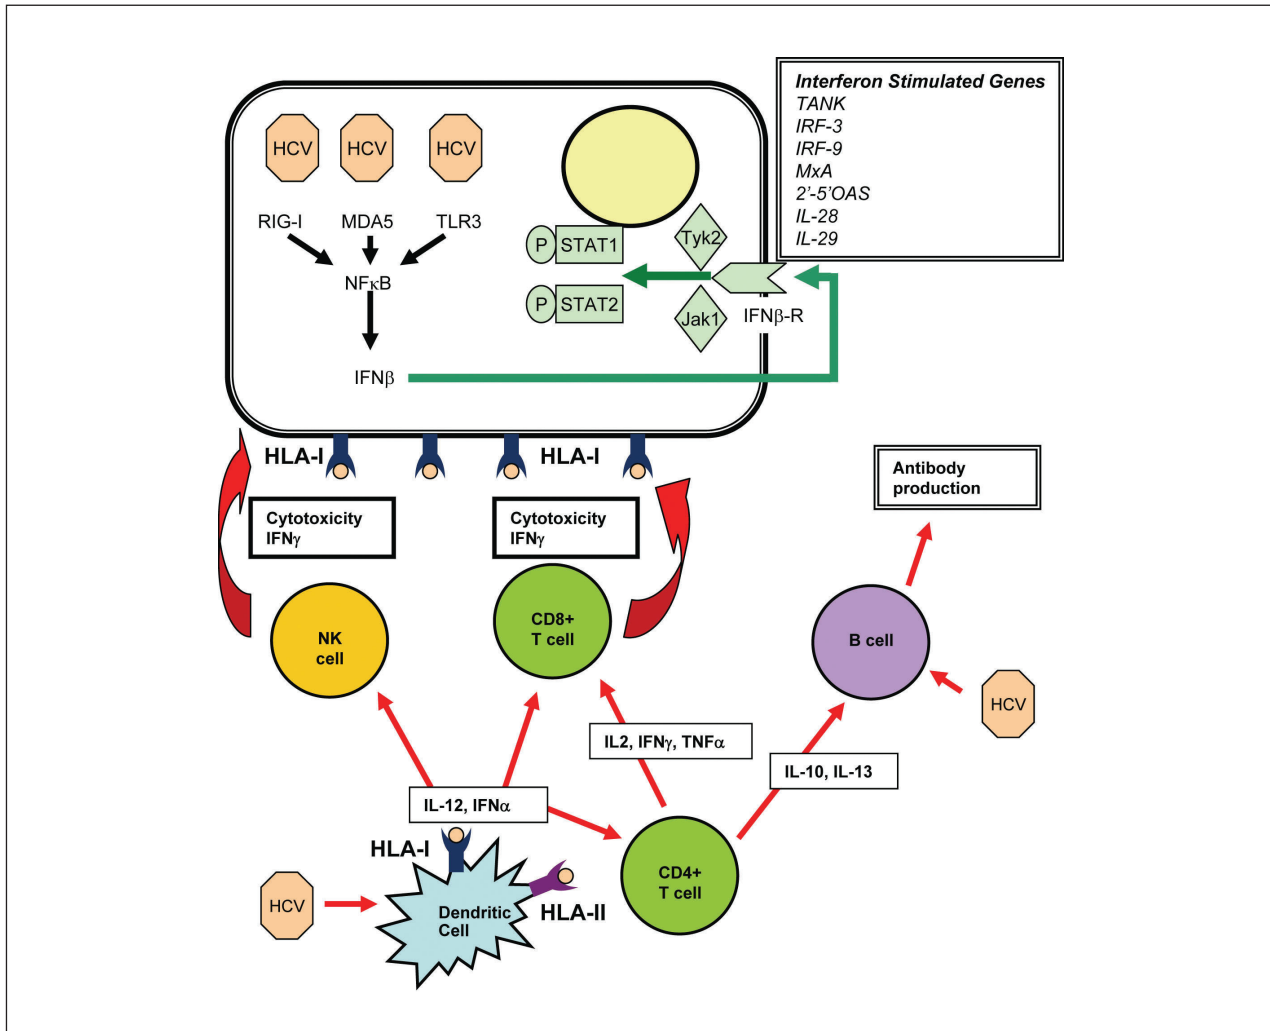 Interferon Stimulated Genes
TANK
IRF-3
IRF-9
MxA
2'-5'OAS
IL-28
IL-29
HCV
HCV
HCV
RIG-I
MDA5
TLR3
NFκB
IFNβ
P
STAT1
P
STAT2
Tyk2
Jak1
IFNβ-R
HLA-I
HLA-I
Cytotoxicity
IFNγ
Cytotoxicity
IFNγ
Antibody
production
NK
cell
CD8+
T cell
B cell
HCV
IL2, IFNγ, TNFα
IL-10, IL-13
IL-12, IFNα
HLA-I
HLA-II
CD4+
T cell
HCV
Dendritic
Cell